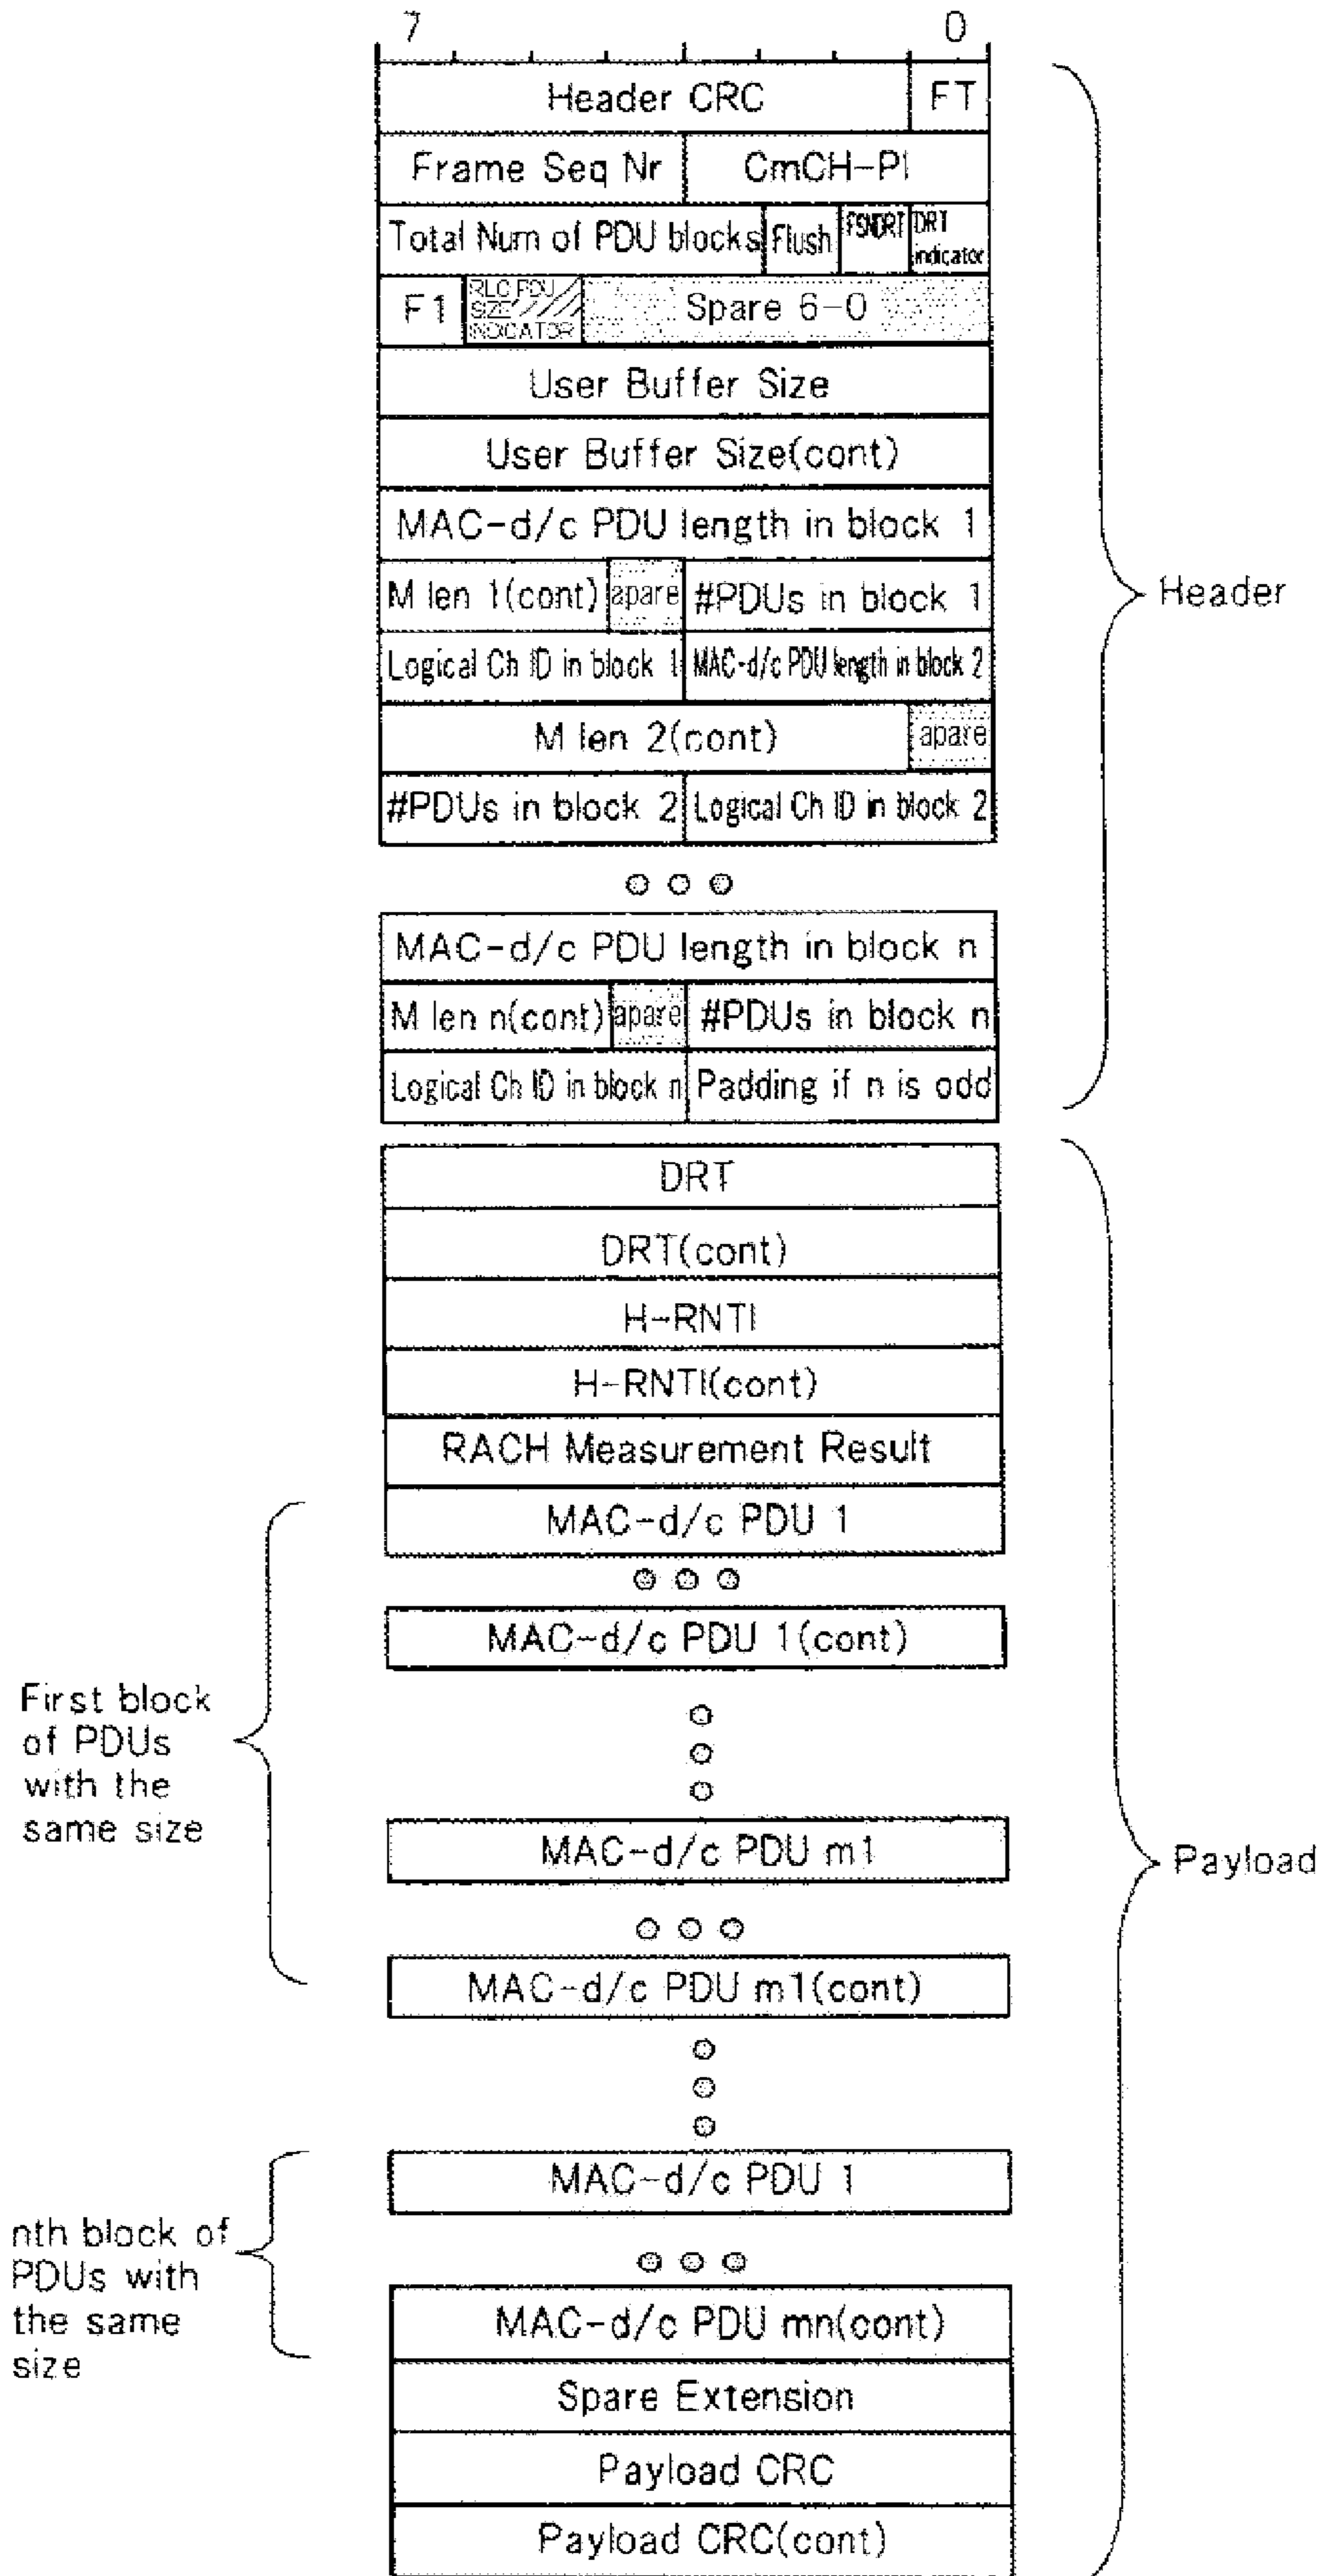 7 0
Header CRC FT
Frame Seq Nr CmCH-PI
Total Num of PDU blocks Flush FSNDRT DRT indicator
F1 RLC PDU SIZE INDICATOR Spare 6-0
User Buffer Size
User Buffer Size(cont)
MAC-d/c PDU length in block 1
M len 1(cont) apare #PDUs in block 1
Header
Logical Ch ID in block 1 MAC-d/c PDU length in block 2
M len 2(cont) apare
#PDUs in block 2 Logical Ch ID in block 2
MAC-d/c PDU length in block n
M len n(cont) apare #PDUs in block n
Logical Ch ID in block n Padding if n is odd
DRT
DRT(cont)
H-RNTI
H-RNTI(cont)
RACH Measurement Result
MAC-d/c PDU 1
MAC-d/c PDU 1(cont)
First block
of PDUs
with the
same size
MAC-d/c PDU m1
Payload
MAC-d/c PDU m1(cont)
MAC-d/c PDU 1
nth block of
PDUs with
the same
size
MAC-d/c PDU mn(cont)
Spare Extension
Payload CRC
Payload CRC(cont)